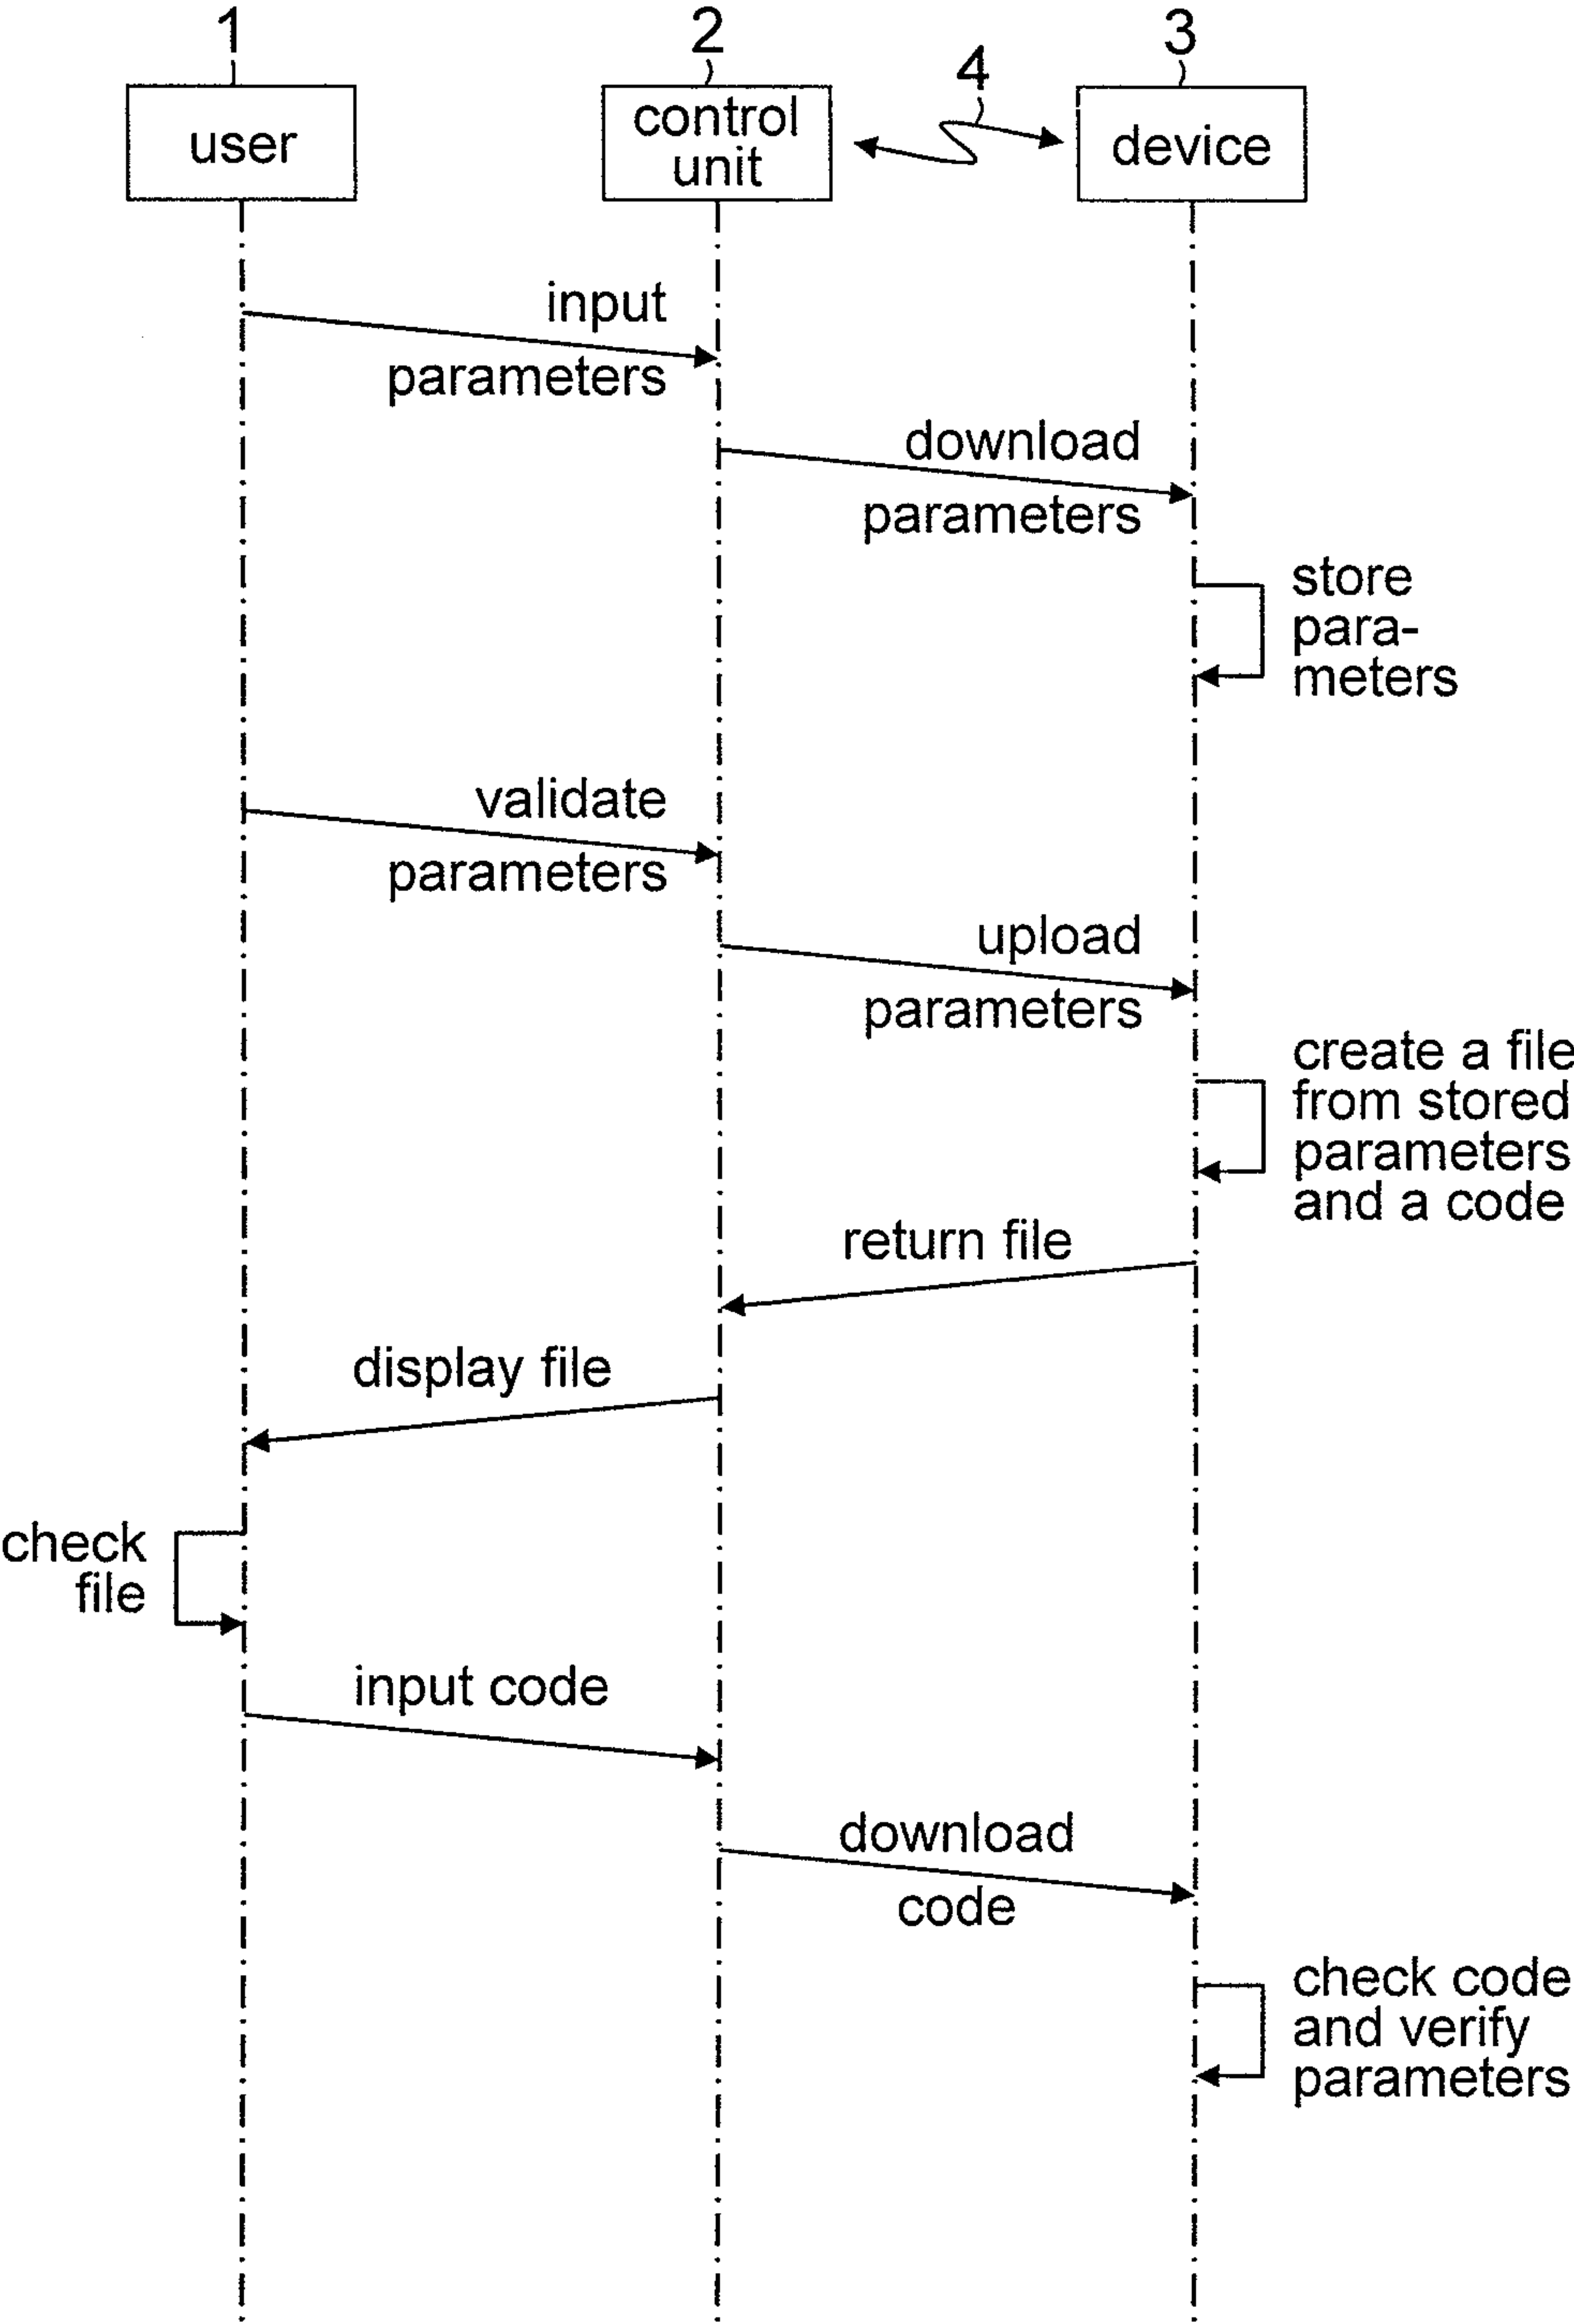 1
2
3
4
user
control
unit
device
input
parameters
download
parameters
store
para-
meters
validate
parameters
upload
parameters
create a file
from stored
parameters
and a code
return file
display file
check
file
input code
download
code
check code
and verify
parameters